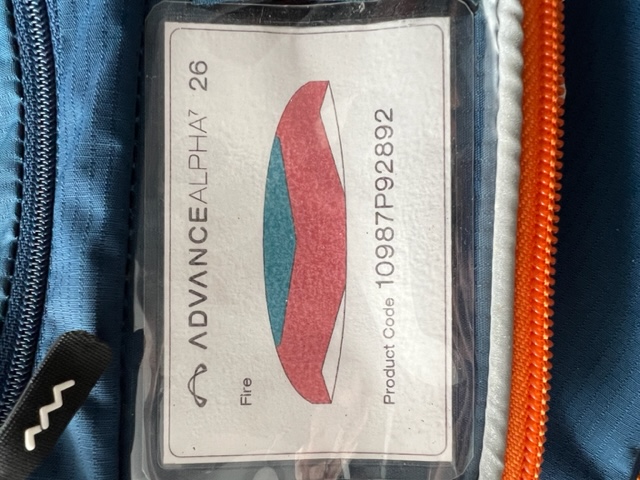 ADVANCEALPHA⁷ 26
Fire
Product Code 10987P92892